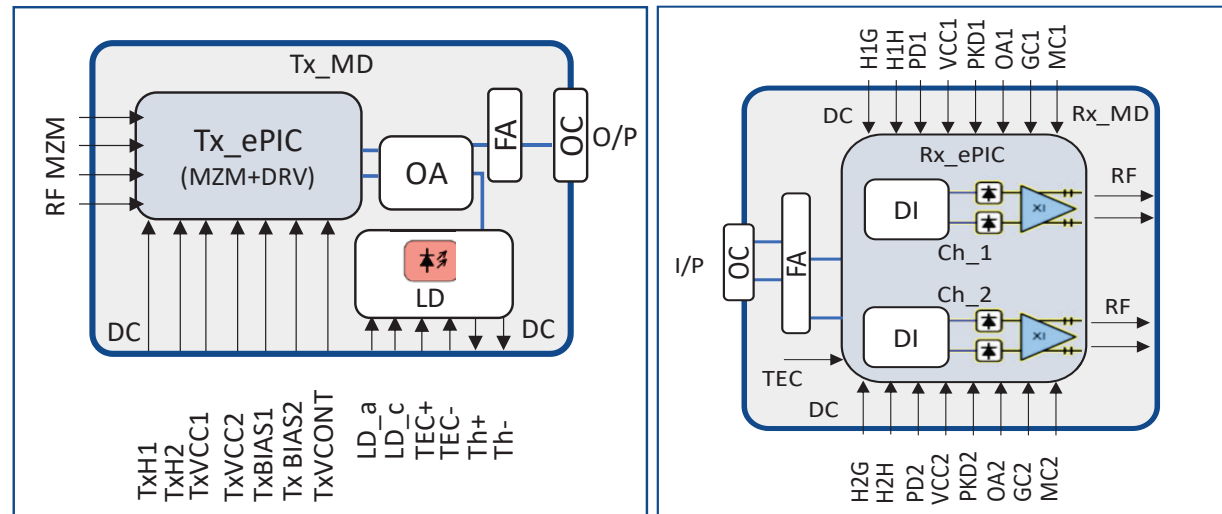 Tx_MD
Tx_ePIC
(MZM+DRV)
RF MZM
OA
FA
OC
O/P
LD
DC
DC
TxH1
TxH2
TxVCC1
TxVCC2
TxBIAS1
Tx BIAS2
TxVCONT
LD_a
LD_c
TEC+
TEC-
Th+
Th-
H1G
H1H
PD1
VCC1
PKD1
OA1
GC1
MC1
DC
Rx_MD
Rx_ePIC
DI
XI
RF
Ch_1
I/P
OC
FA
Ch_2
DI
XI
RF
TEC
DC
H2G
H2H
PD2
VCC2
PKD2
OA2
GC2
MC2